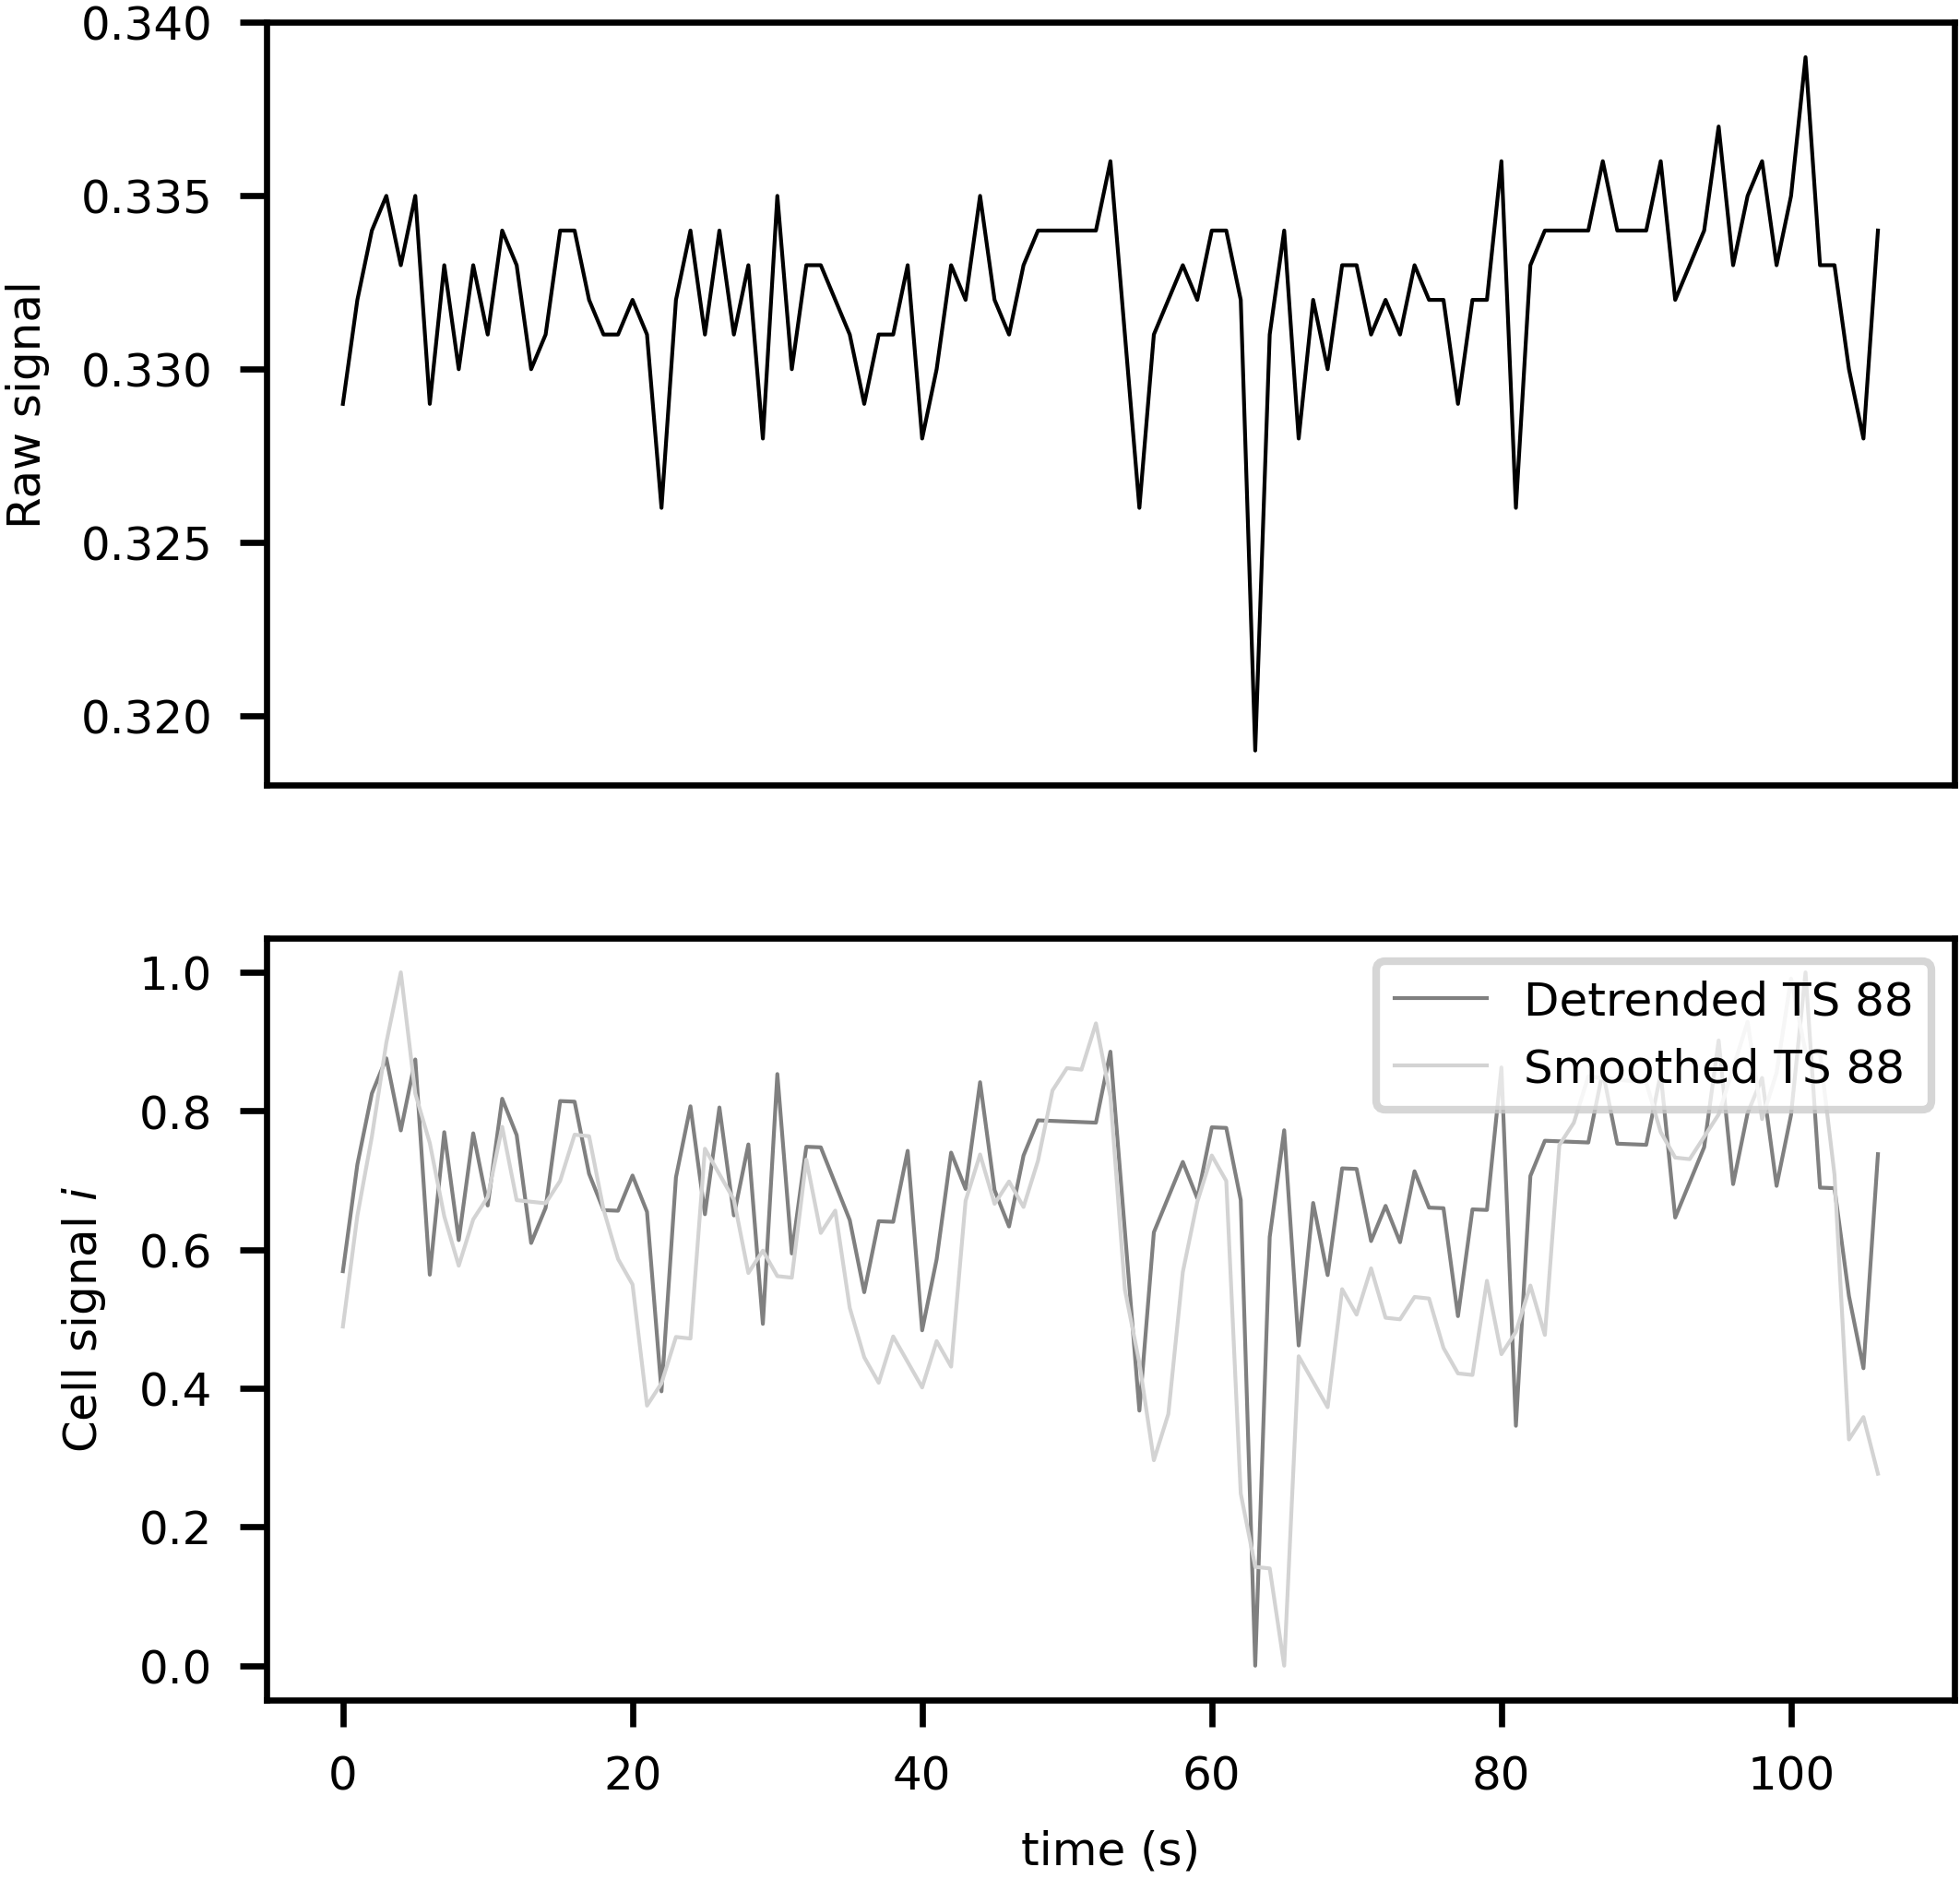 0.340
0.335
0.330
0.325
0.320
Raw signal
1.0
0.8
0.6
0.4
0.2
0.0
Cell signal i
Detrended TS 88
Smoothed TS 88
0 20 40 60 80 100
time (s)